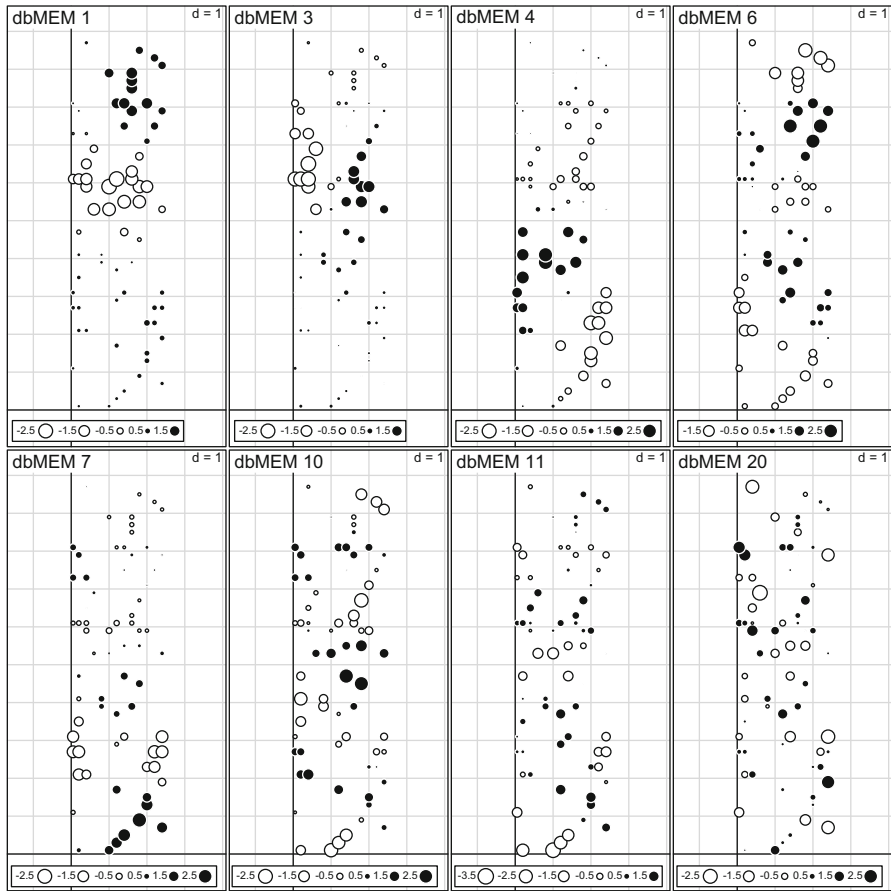 dbMEM 1 d = 1
dbMEM 3 d = 1
dbMEM 4 d = 1
dbMEM 6 d = 1
-2.5 -1.5 -0.5 0.5 1.5
-2.5 -1.5 -0.5 0.5 1.5
-2.5 -1.5 -0.5 0.5 1.5 2.5
-1.5 -0.5 0.5 1.5 2.5
dbMEM 7 d = 1
dbMEM 10 d = 1
dbMEM 11 d = 1
dbMEM 20 d = 1
-2.5 -1.5 -0.5 0.5 1.5 2.5
-2.5 -1.5 -0.5 0.5 1.5 2.5
-3.5 -2.5 -1.5 -0.5 0.5 1.5
-2.5 -1.5 -0.5 0.5 1.5 2.5